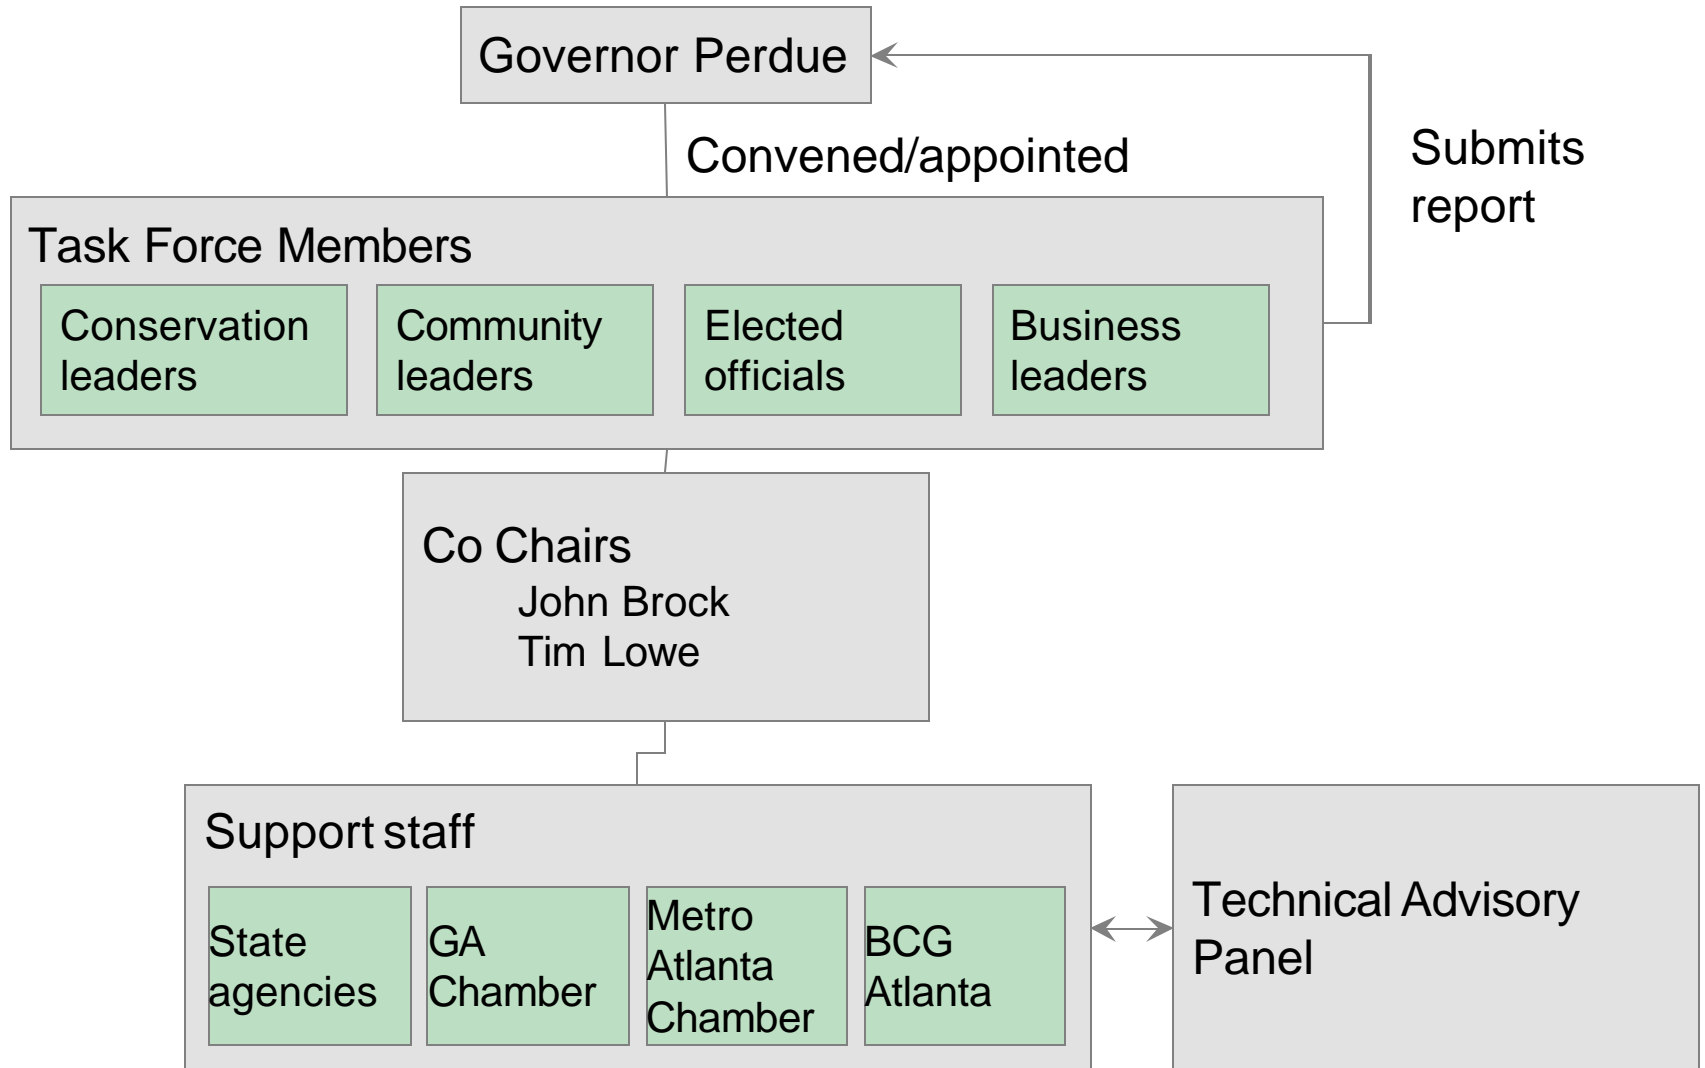 Governor Perdue
Convened/appointed
Submits
report
Task Force Members
Conservation
leaders
Community
leaders
Elected
officials
Business
leaders
Co Chairs
John Brock
Tim Lowe
Support staff
State
agencies
GA
Chamber
Metro
Atlanta
Chamber
BCG
Atlanta
Technical Advisory
Panel